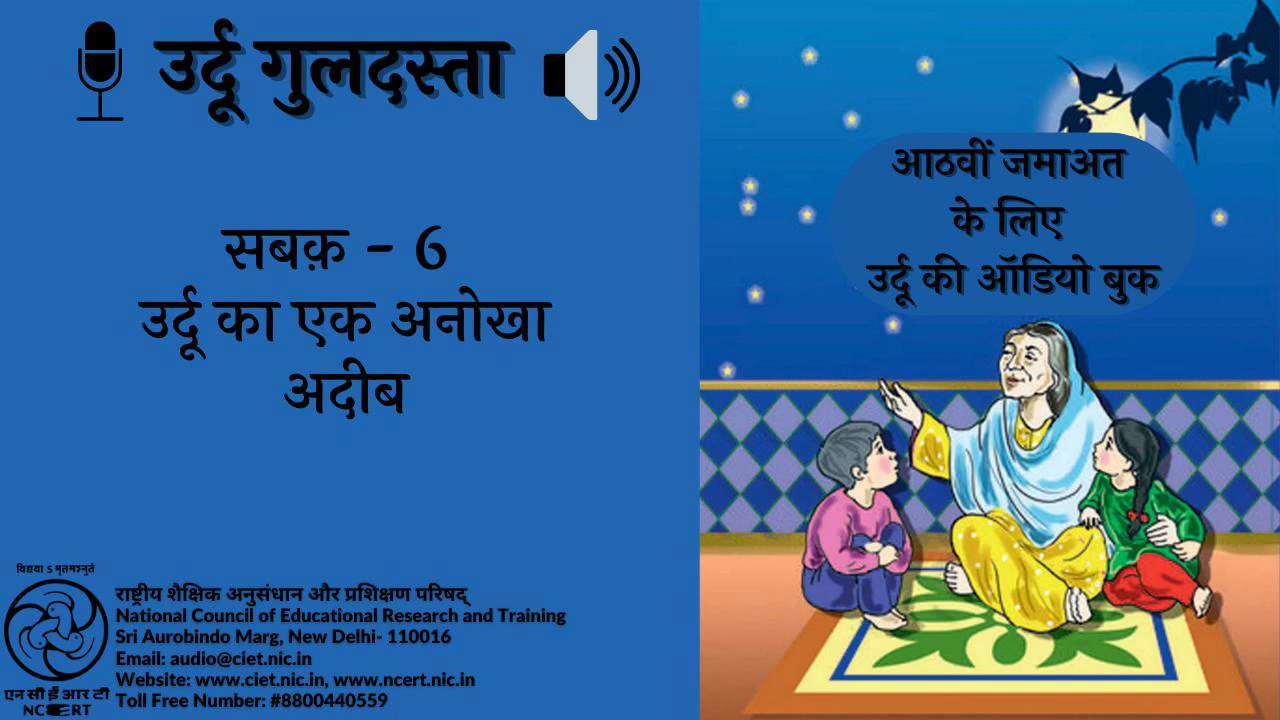 उर्दू गुलदस्ता
सबक़ - 6
उर्दू का एक अनोखा
अदीब
आठवीं जमाअत
के लिए
उर्दू की ऑडियो बुक
विद्यया ऽ मृतमश्नुते
एन सी ई आर टी
NCERT
राष्ट्रीय शैक्षिक अनुसंधान और प्रशिक्षण परिषद्
National Council of Educational Research and Training
Sri Aurobindo Marg, New Delhi- 110016
Email: audio@ciet.nic.in
Website: www.ciet.nic.in, www.ncert.nic.in
Toll Free Number: #8800440559